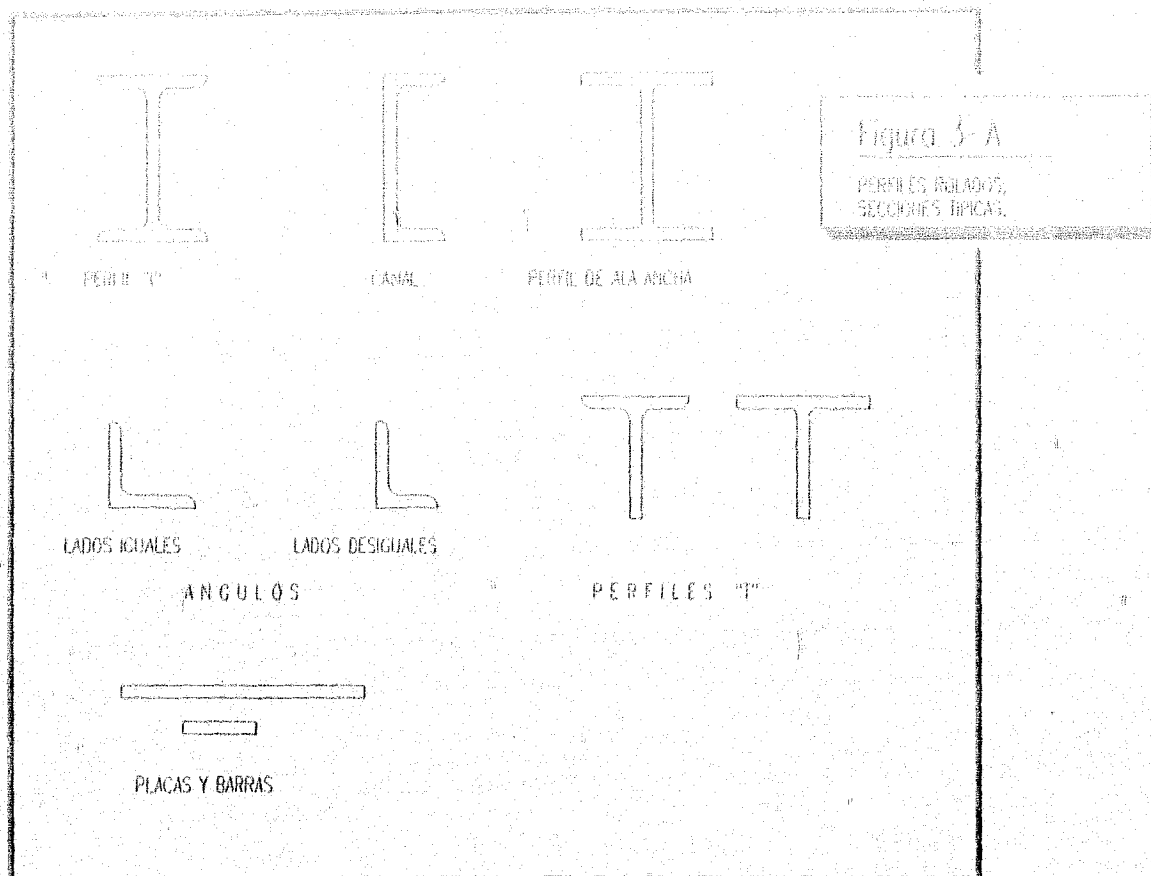 Figura 3-A
PERFILES ROLADOS,
SECCIONES TIPICAS.
PERFIL "I"
CANAL
PERFIL DE ALA ANCHA
LADOS IGUALES
LADOS DESIGUALES
ANGULOS
PERFILES "T"
PLACAS Y BARRAS